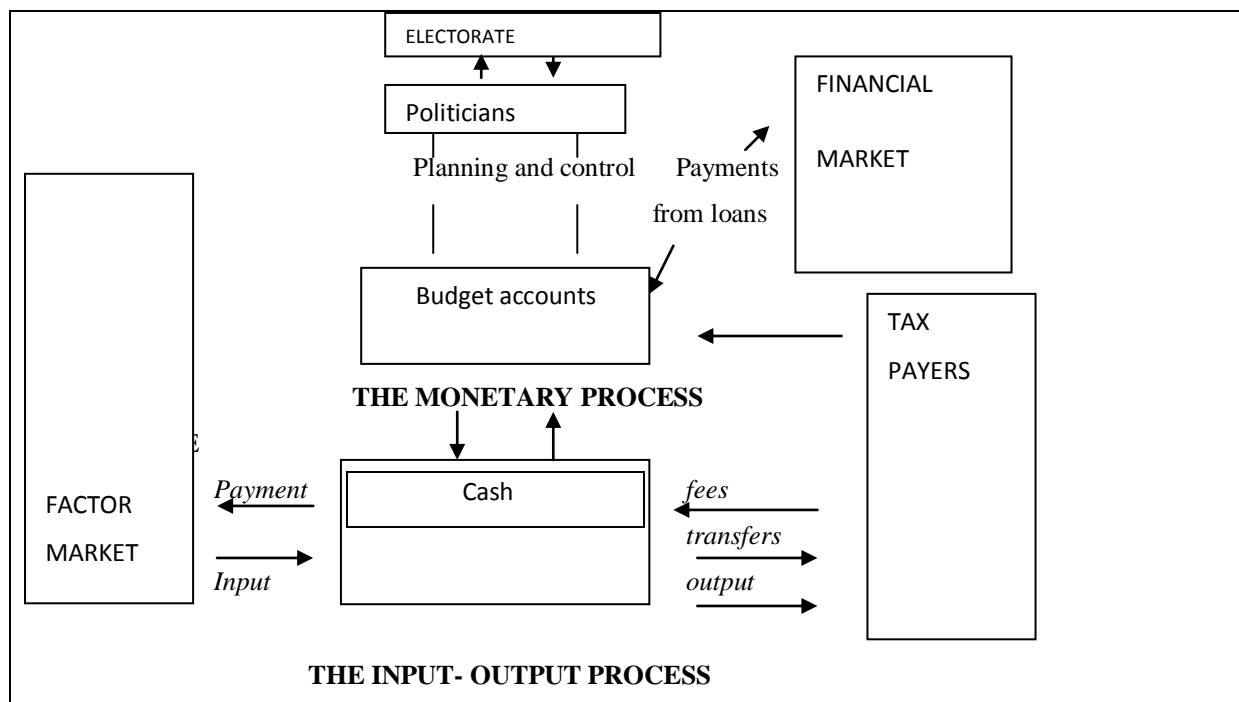 ELECTORATE
Politicians
FINANCIAL
MARKET
Planning and control
Payments
from loans
Budget accounts
TAX
PAYERS
THE MONETARY PROCESS
E
Payment
Cash
fees
FACTOR
MARKET
transfers
Input
output
THE INPUT- OUTPUT PROCESS